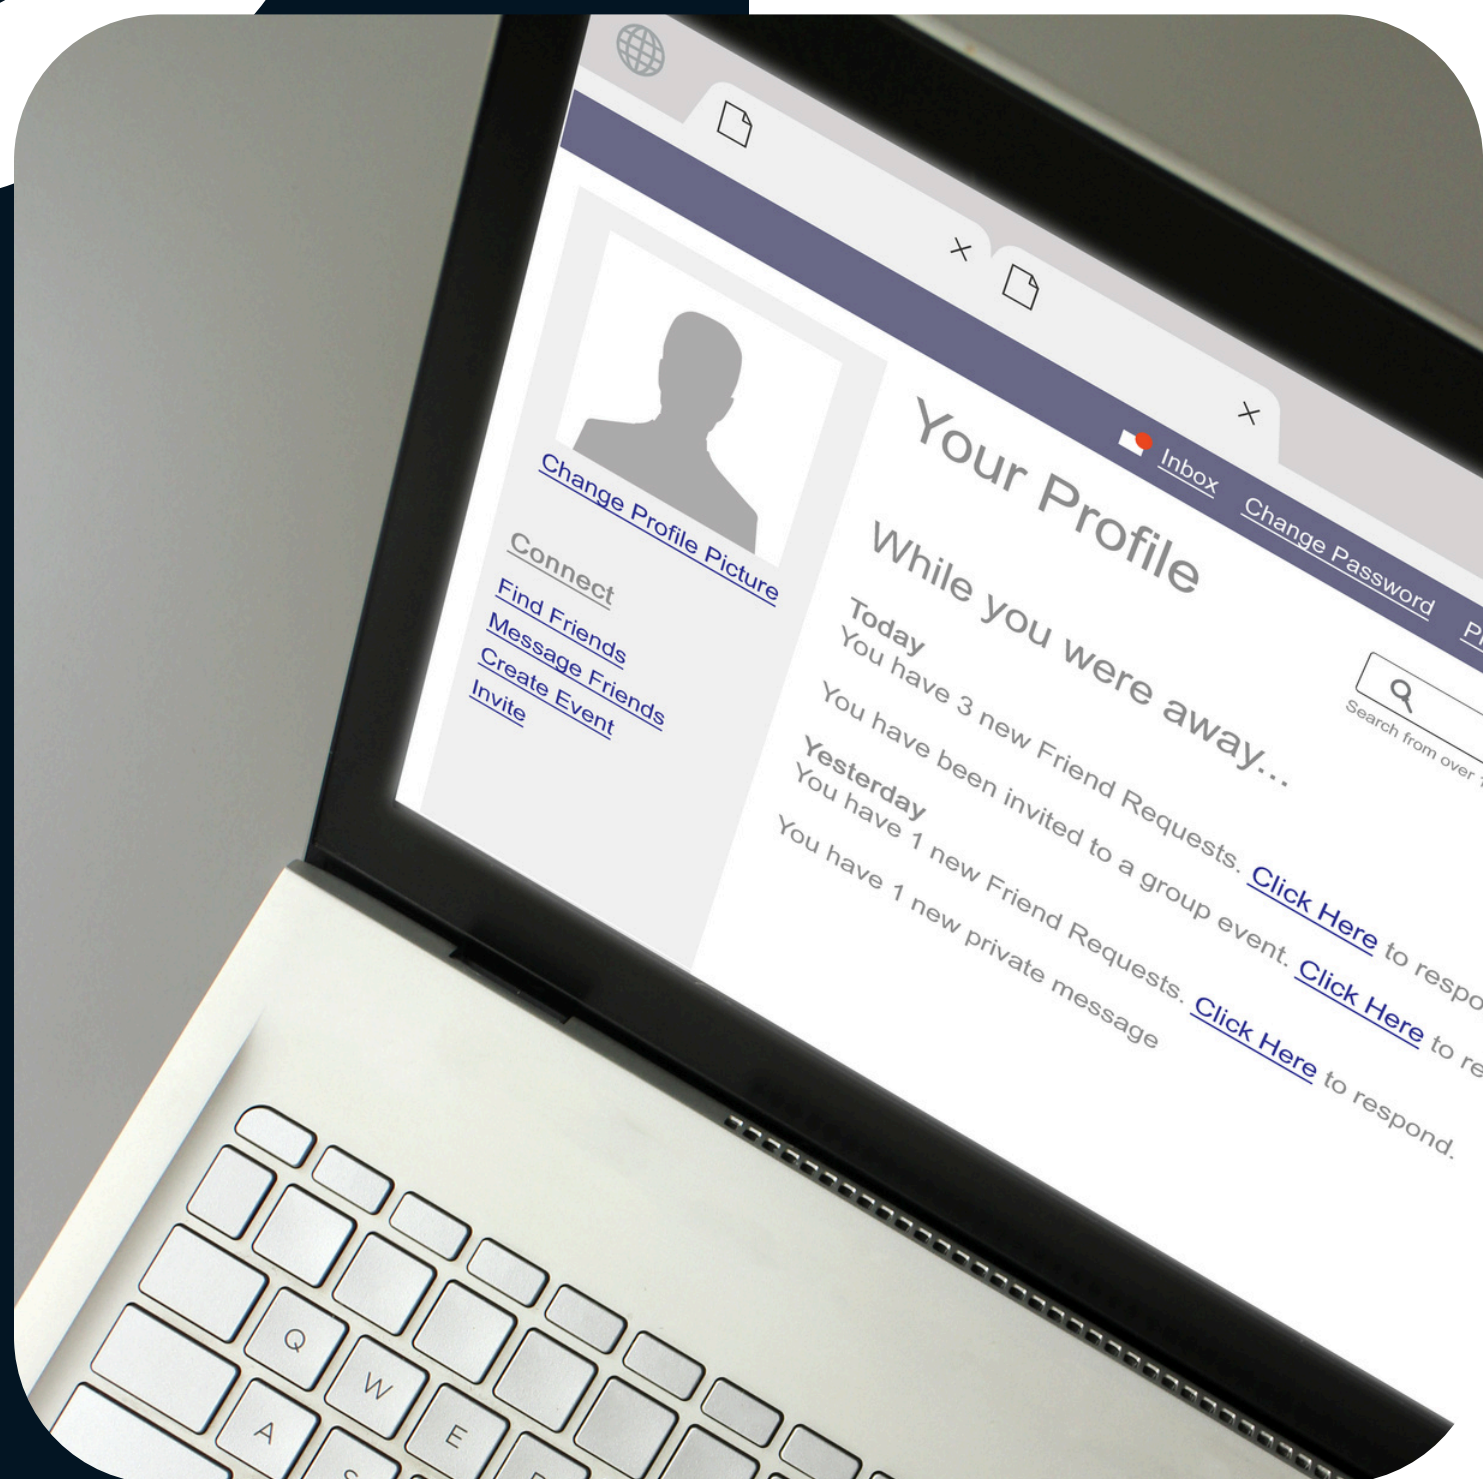 Inbox Change Password
Your Profile
Change Profile Picture
Connect
Find Friends
Message Friends
Create Event
Invite
While you were away...
Search from over
Today
You have 3 new Friend Requests. Click Here to
You have been invited to a group event. Click Here to
Yesterday
You have 1 new Friend Requests. Click Here to respond.
You have 1 new private message
Q W E
A